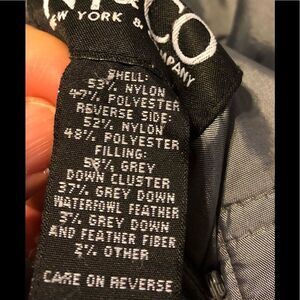 NY&CO
NEW YORK & COMPANY
SHELL:
53% NYLON
47% POLYESTER
REVERSE SIDE:
52% NYLON
48% POLYESTER
FILLING:
58% GREY
DOWN CLUSTER
37% GREY DOWN
WATERFOWL FEATHER
3% GREY DOWN
AND FEATHER FIBER
2% OTHER
CARE ON REVERSE